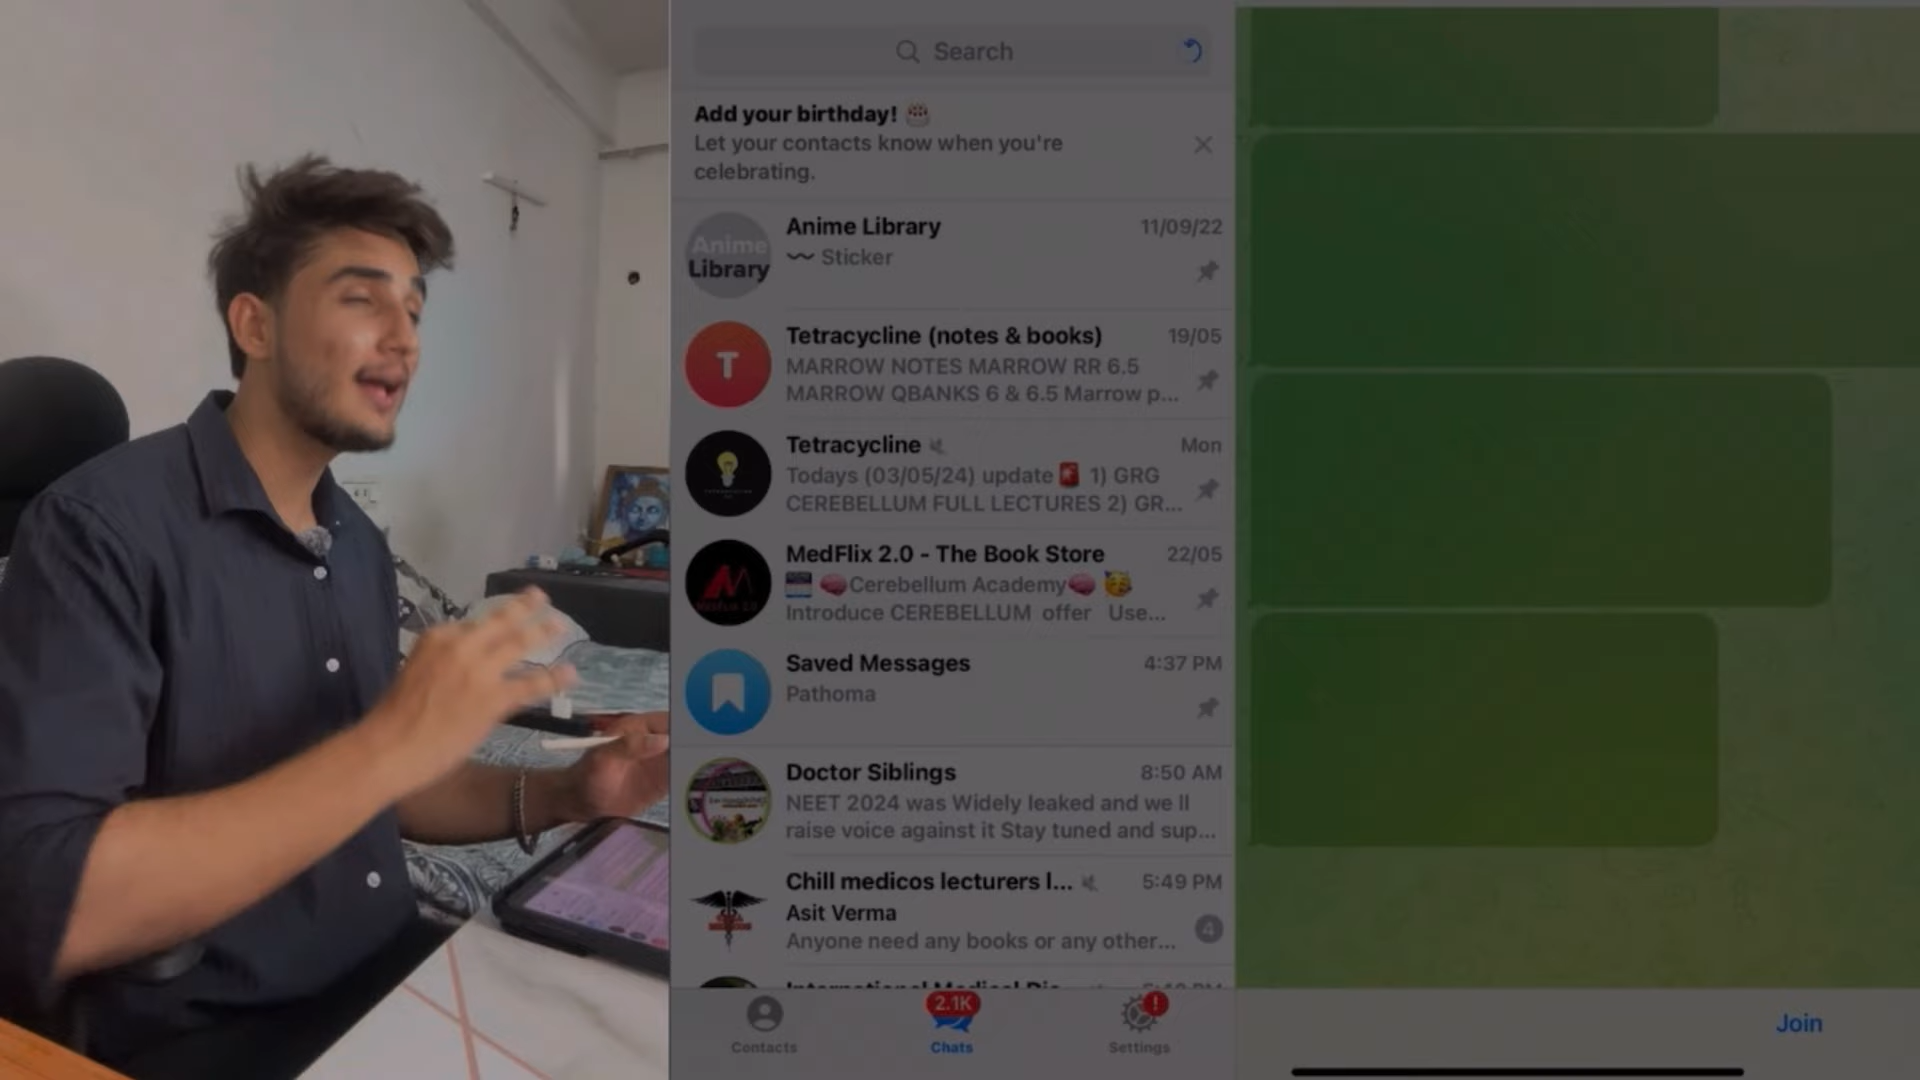 Search
Add your birthday! 🎂
Let your contacts know when you're
celebrating.
Anime
Library
Anime Library 11/09/22
Sticker
T
Tetracycline (notes & books) 19/05
MARROW NOTES MARROW RR 6.5
MARROW QBANKS 6 & 6.5 Marrow p...
Tetracycline Mon
Todays (03/05/24) update🚨 1) GRG
CEREBELLUM FULL LECTURES 2) GR...
MedFlix 2.0 - The Book Store 22/05
🧠Cerebellum Academy🧠 🥳
Introduce CEREBELLUM offer Use...
MEDFLIX 2.0
Saved Messages 4:37 PM
Pathoma
Doctor Siblings 8:50 AM
NEET 2024 was Widely leaked and we ll
raise voice against it Stay tuned and sup...
Chill medicos lecturers l... 5:49 PM
Asit Verma
Anyone need any books or any other...
4
2.1K
!
Contacts
Chats
Settings
Join